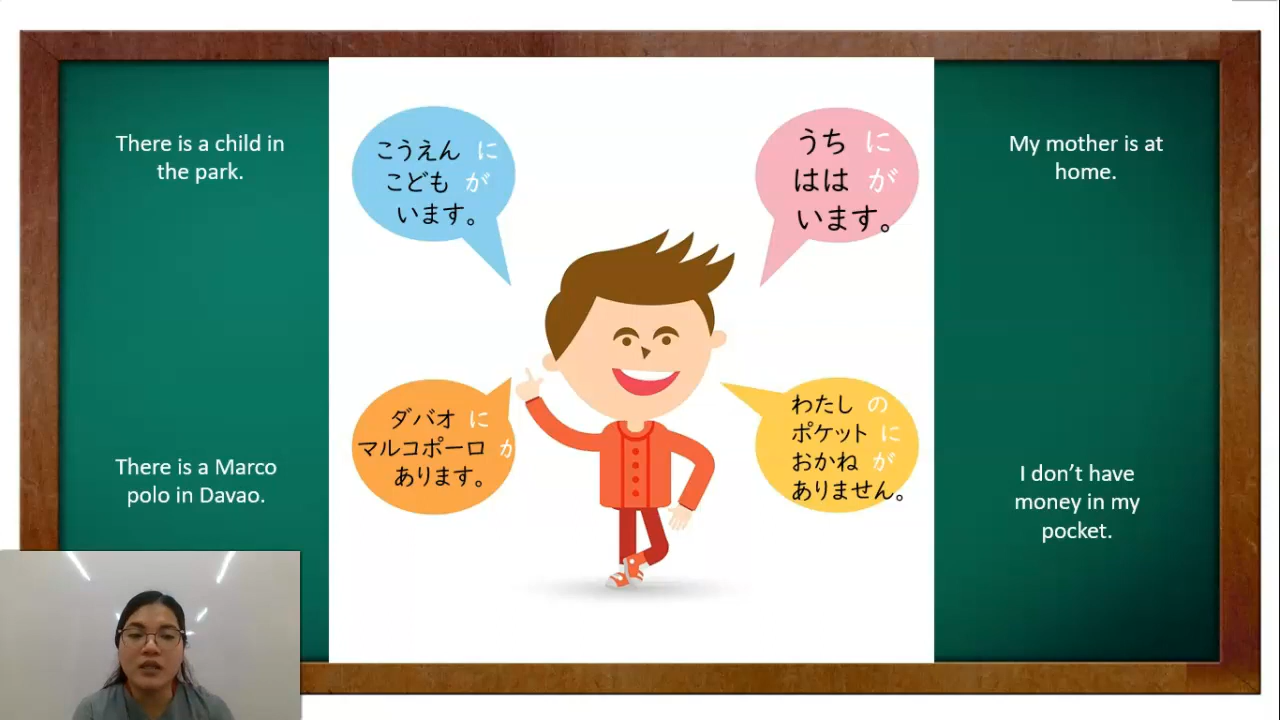 There is a child in
the park.
こうえん に
こども が
います。
うち に
はは が
います。
My mother is at
home.
There is a Marco
polo in Davao.
ダバオ に
マルコポーロ が
あります。
わたし の
ポケット に
おかね が
ありません。
I don't have
money in my
pocket.